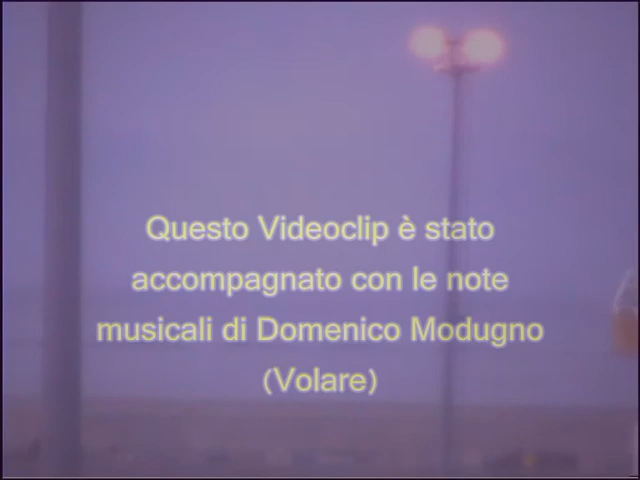 Questo Videoclip è stato
accompagnato con le note
musicali di Domenico Modugno
(Volare)